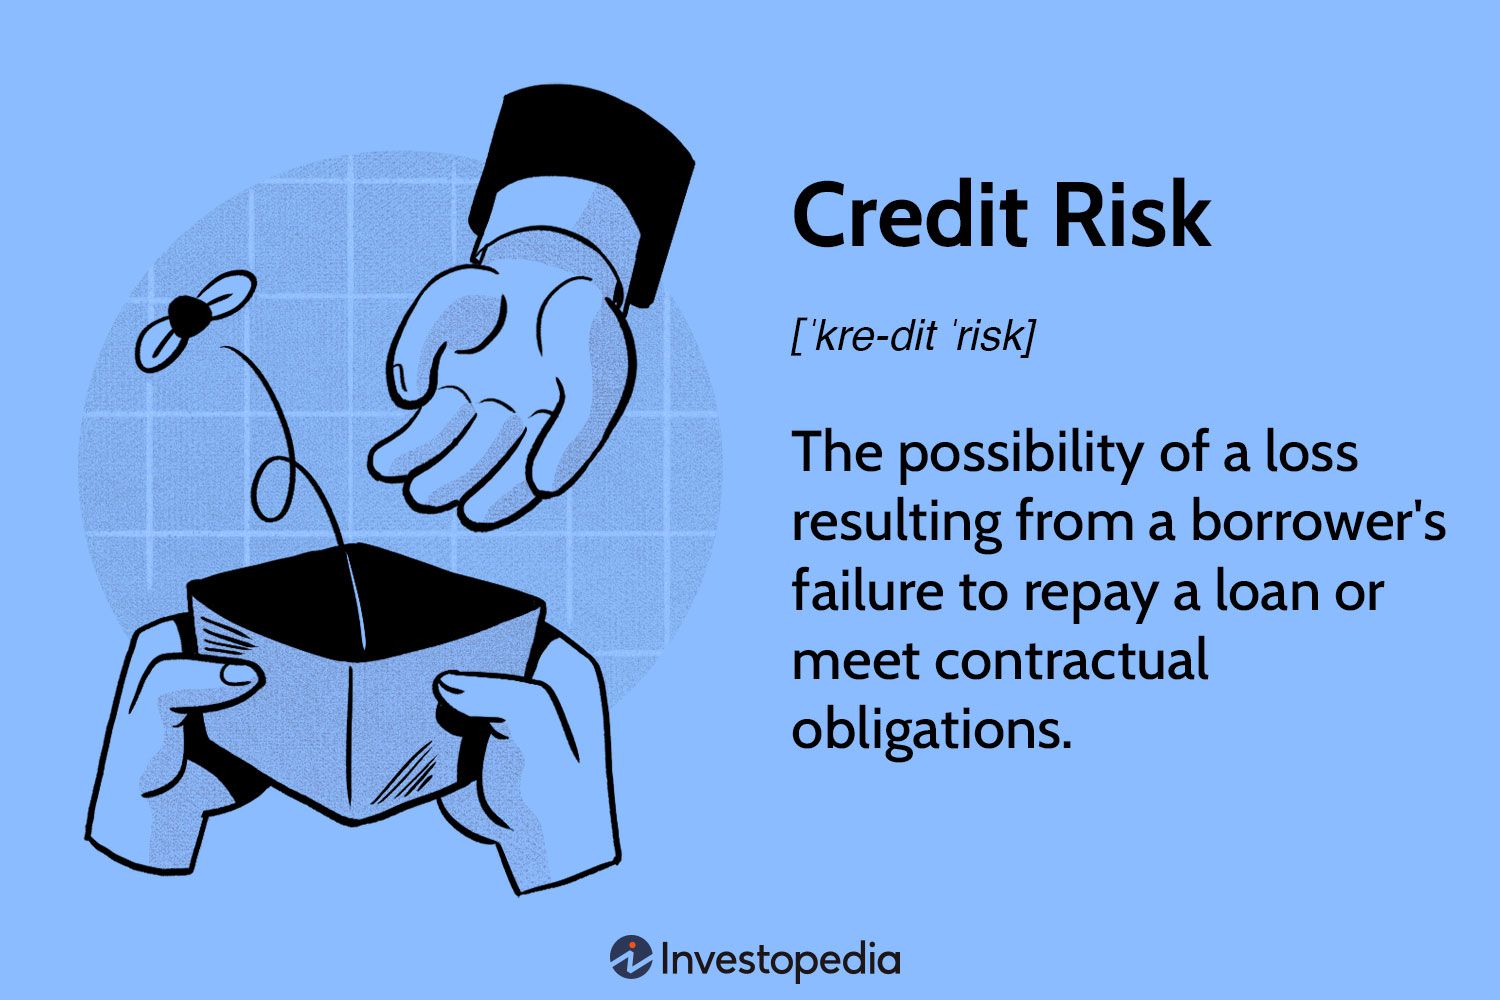 Credit Risk
[ˈkre-dit ˈrisk]
The possibility of a loss
resulting from a borrower's
failure to repay a loan or
meet contractual
obligations.
Investopedia